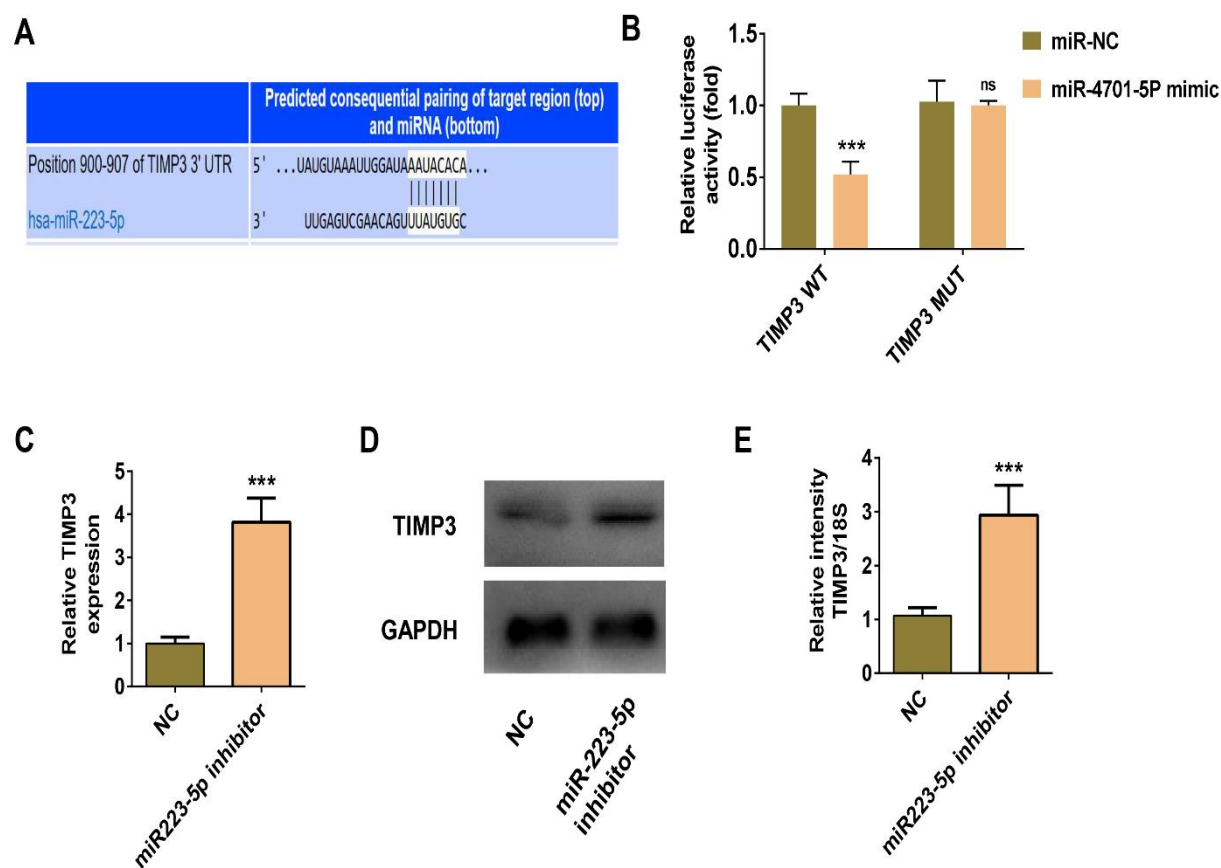 A
Predicted consequential pairing of target region (top)
and miRNA (bottom)
Position 900-907 of TIMP3 3' UTR
5' ...UAUGUAAAUUGGAUAAAUACACA...
hsa-miR-223-5p
3' UUGAGUCGAACAGUUUAUGUGC
B
Relative luciferase
activity (fold)
1.5
1.0
0.5
0.0
***
ns
TIMP3 WT
TIMP3 MUT
miR-NC
miR-4701-5P mimic
C
Relative TIMP3
expression
5
4
3
2
1
0
***
NC
miR223-5p inhibitor
D
TIMP3
GAPDH
NC
miR-223-5p
inhibitor
E
Relative intensity
TIMP3/18S
4
3
2
1
0
***
NC
miR223-5p inhibitor